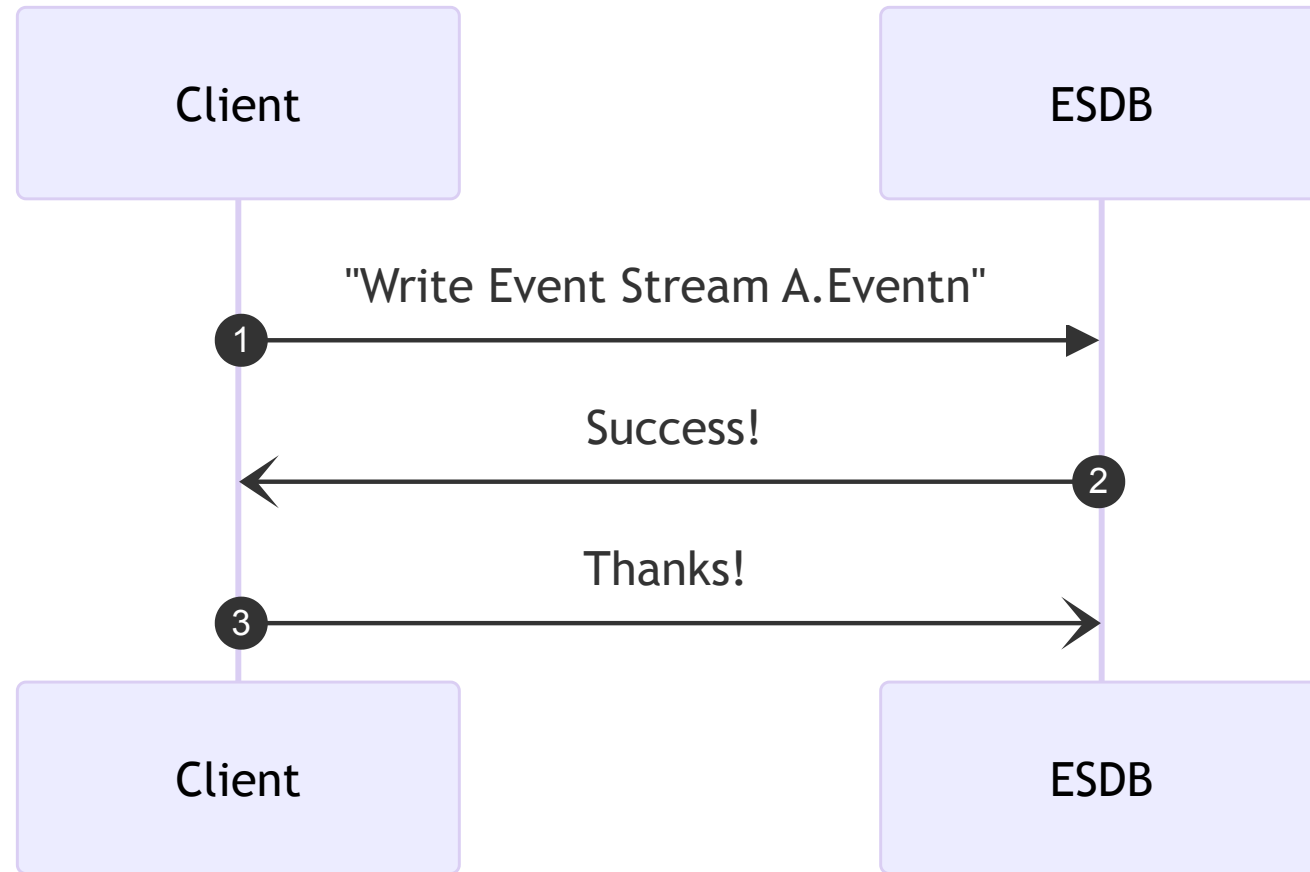 Client
ESDB
"Write Event Stream A.Eventn"
1
Success!
2
Thanks!
3
Client
ESDB